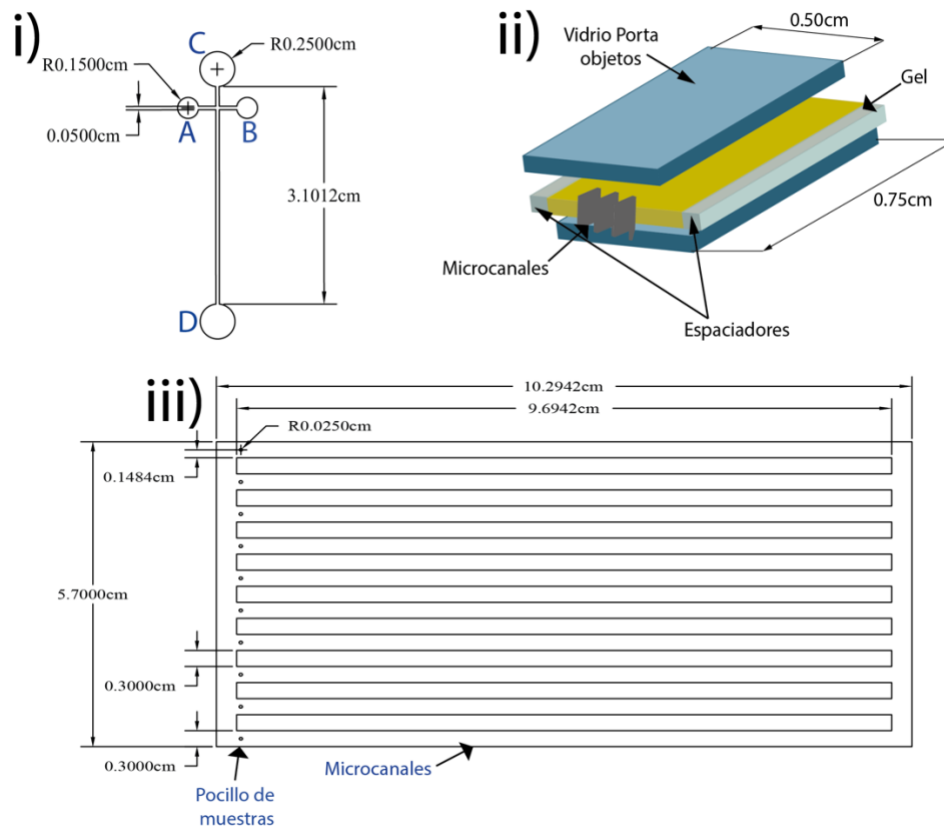 i)
C
R0.2500cm
R0.1500cm
0.0500cm
A
B
3.1012cm
D
ii)
Vidrio Porta
objetos
0.50cm
Gel
0.75cm
Microcanales
Espaciadores
iii)
10.2942cm
9.6942cm
R0.0250cm
0.1484cm
5.7000cm
0.3000cm
0.3000cm
Microcanales
Pocillo de
muestras